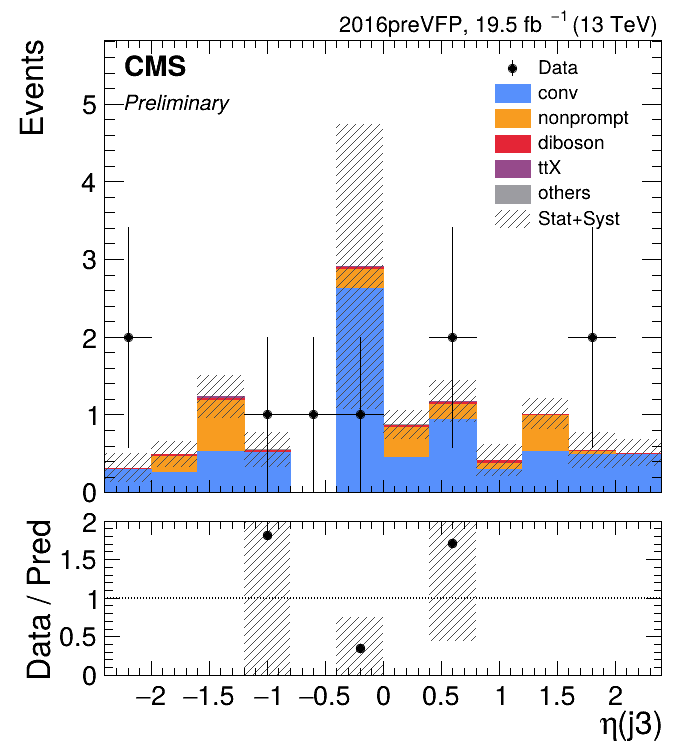 2016preVFP, 19.5 fb⁻¹ (13 TeV)
CMS
Preliminary
Events
Data
conv
nonprompt
diboson
ttX
others
Stat+Syst
5
4
3
2
1
0
Data / Pred
2
1.5
1
0.5
0
−2 −1.5 −1 −0.5 0 0.5 1 1.5 2
η(j3)